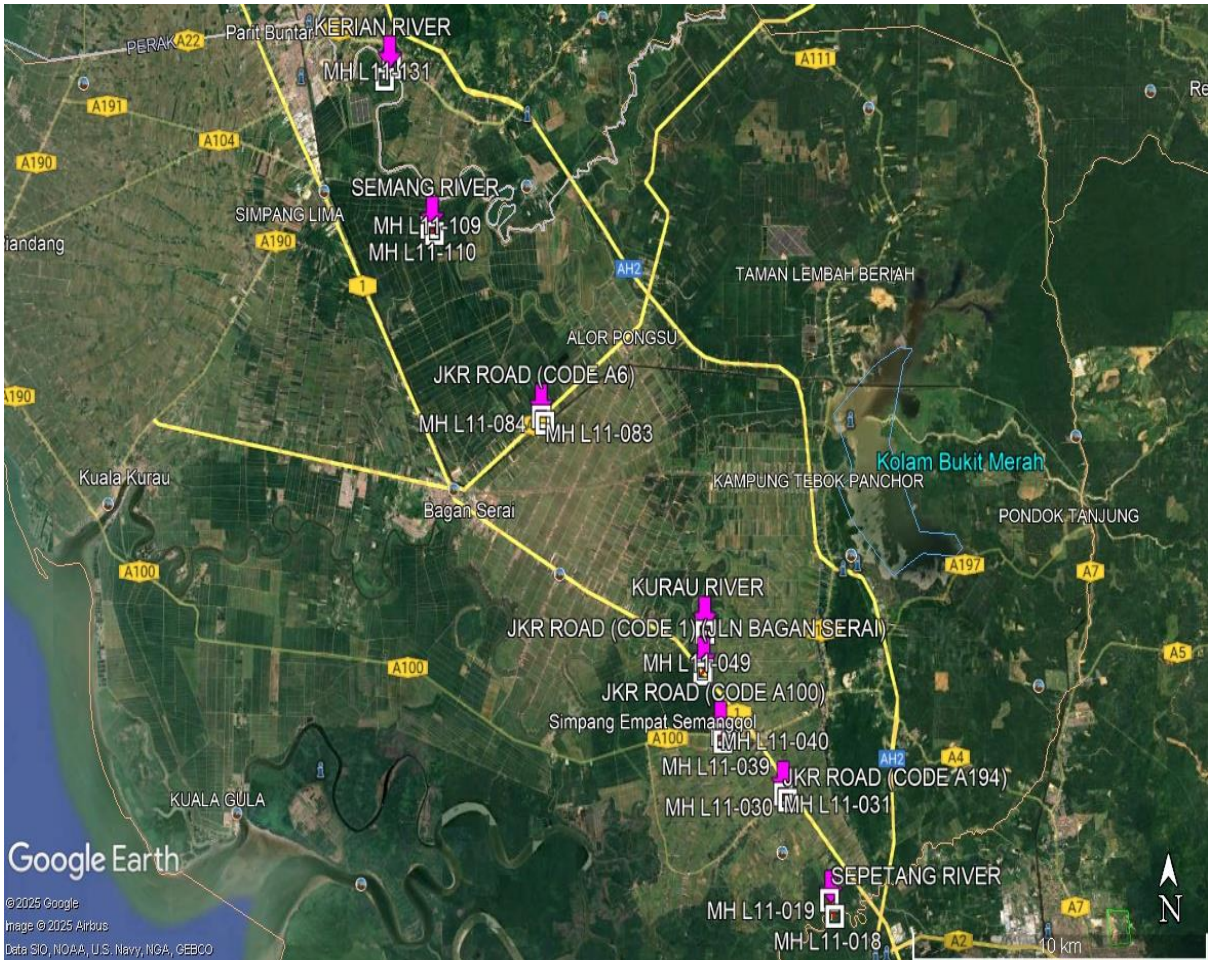 Parit Buntar
KERIAN RIVER
PERAK
A22
A111
MH L11-131
A191
Re
A104
A190
SEMANG RIVER
SIMPANG LIMA
MH L11-109
A190
MH L11-110
iandang
AH2
TAMAN LEMBAH BERIAH
1
ALOR PONGSU
JKR ROAD (CODE A6)
A190
MH L11-084
MH L11-083
Kolam Bukit Merah
Kuala Kurau
KAMPUNG TEBOK PANCHOR
Bagan Serai
PONDOK TANJUNG
A100
A197
A7
KURAU RIVER
JKR ROAD (CODE 1) (JLN BAGAN SERAI)
A5
A100
MH L11-049
JKR ROAD (CODE A100)
1
Simpang Empat Semanggol
A100
MH L11-040
AH2
A4
MH L11-039
JKR ROAD (CODE A194)
KUALA GULA
MH L11-030
MH L11-031
Google Earth
SEPETANG RIVER
N
©2025 Google
MH L11-019
A7
Image © 2025 Airbus
MH L11-018
A2
10 km
Data SIO, NOAA, U.S. Navy, NGA, GEBCO